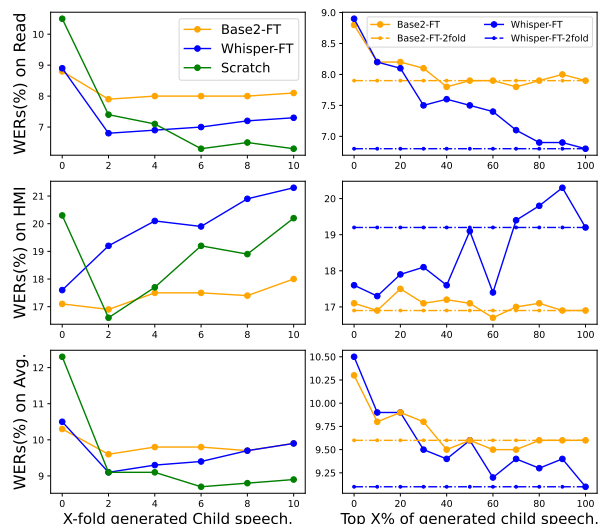 WERs(%) on Read
10
9
8
7
0 2 4 6 8 10
Base2-FT
Whisper-FT
Scratch
9.0
8.5
8.0
7.5
7.0
0 20 40 60 80 100
Base2-FT Whisper-FT
Base2-FT-2fold Whisper-FT-2fold
WERs(%) on HMI
21
20
19
18
17
0 2 4 6 8 10
20
19
18
17
0 20 40 60 80 100
WERs(%) on Avg.
12
11
10
9
0 2 4 6 8 10
X-fold generated Child speech.
10.50
10.25
10.00
9.75
9.50
9.25
0 20 40 60 80 100
Top X% of generated child speech.